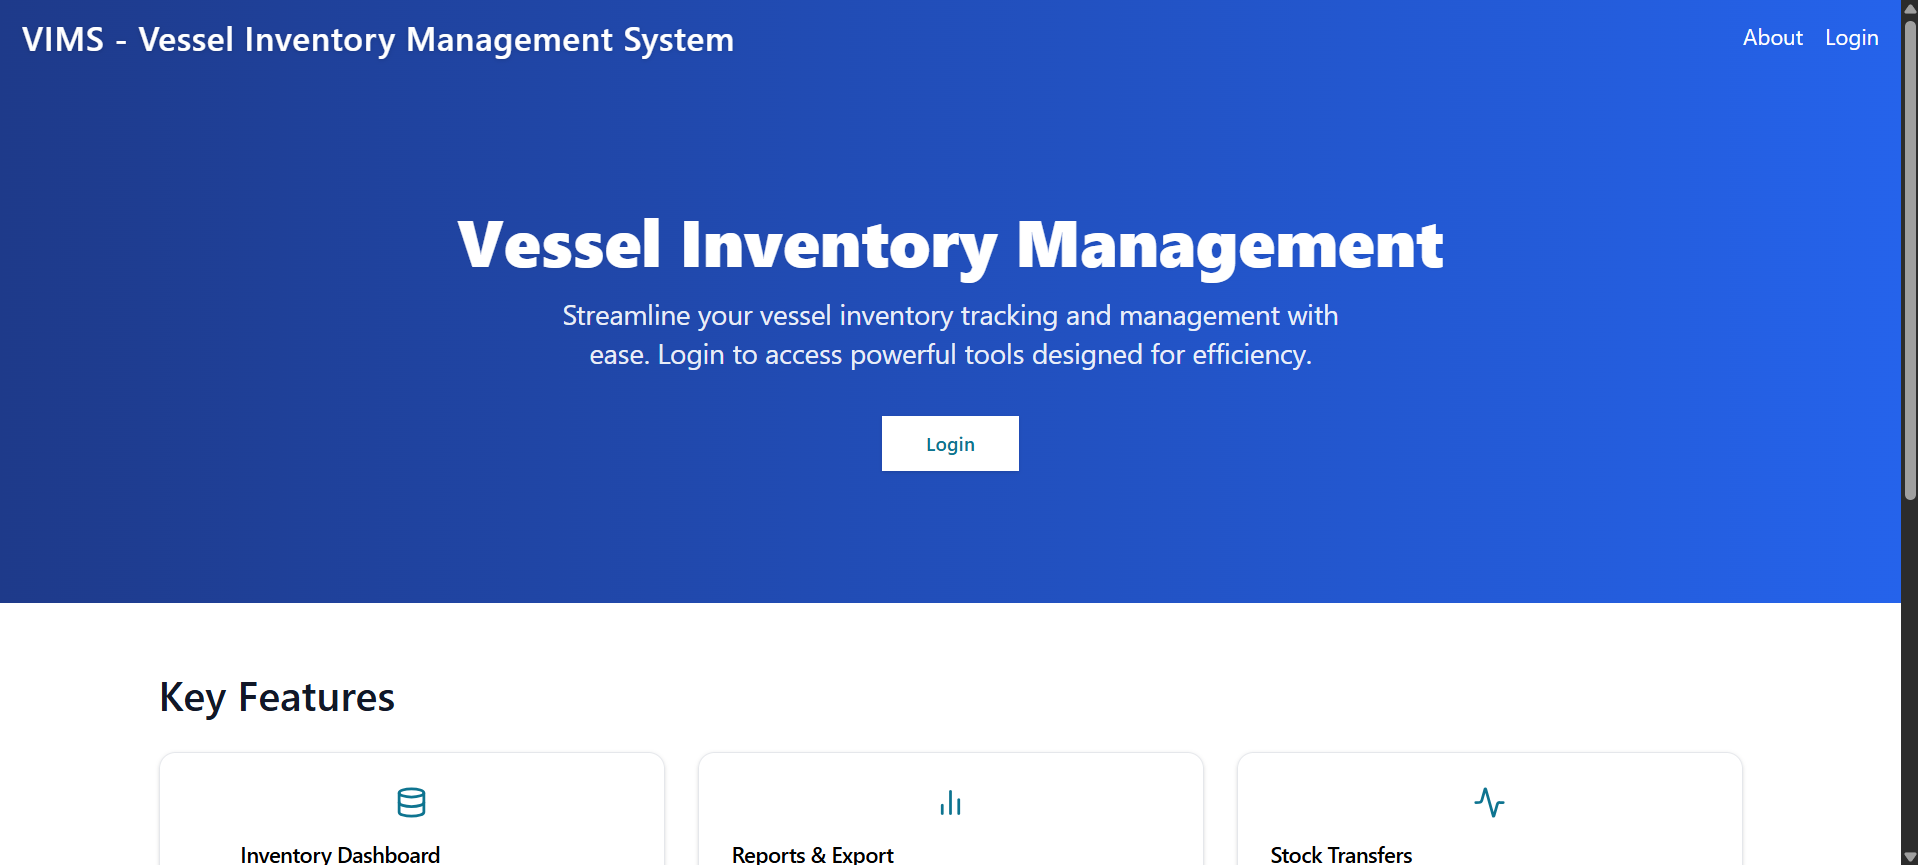 VIMS - Vessel Inventory Management System
About Login
Vessel Inventory Management
Streamline your vessel inventory tracking and management with
ease. Login to access powerful tools designed for efficiency.
Login
Key Features
Inventory Dashboard
Reports & Export
Stock Transfers